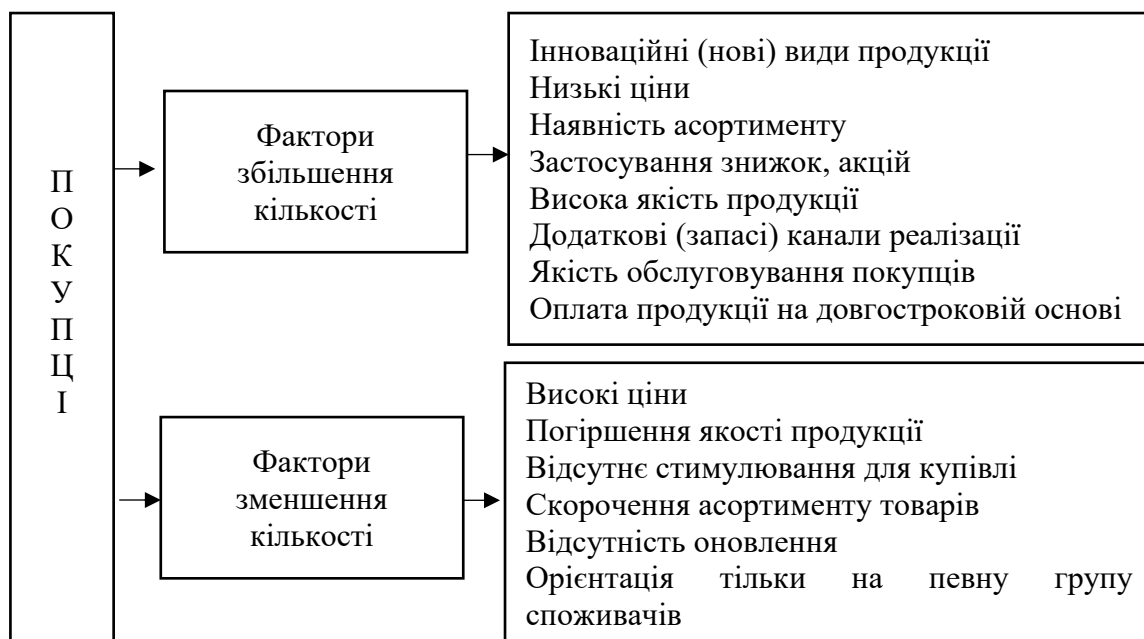 ПОКУПЦІ
Фактори
збільшення
кількості
Інноваційні (нові) види продукції
Низькі ціни
Наявність асортименту
Застосування знижок, акцій
Висока якість продукції
Додаткові (запасі) канали реалізації
Якість обслуговування покупців
Оплата продукції на довгостроковій основі
Фактори
зменшення
кількості
Високі ціни
Погіршення якості продукції
Відсутнє стимулювання для купівлі
Скорочення асортименту товарів
Відсутність оновлення
Орієнтація тільки на певну групу
споживачів